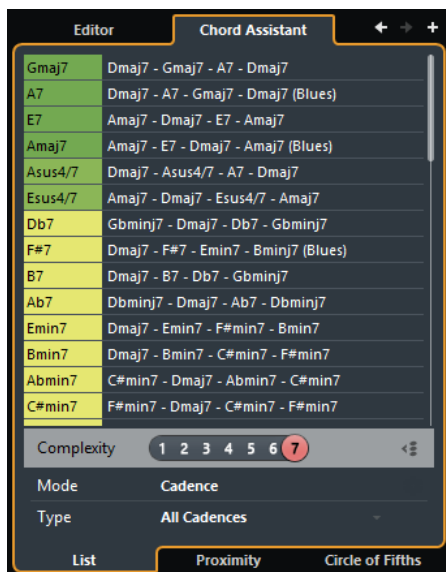 Editor Chord Assistant
Gmaj7 Dmaj7 - Gmaj7 - A7 - Dmaj7
A7 Dmaj7 - A7 - Gmaj7 - Dmaj7 (Blues)
E7 Amaj7 - Dmaj7 - E7 - Amaj7
Amaj7 Amaj7 - E7 - Dmaj7 - Amaj7 (Blues)
Asus4/7 Dmaj7 - Asus4/7 - A7 - Dmaj7
Esus4/7 Amaj7 - Dmaj7 - Esus4/7 - Amaj7
Db7 Gbminj7 - Dmaj7 - Db7 - Gbminj7
F#7 Dmaj7 - F#7 - Emin7 - Bminj7 (Blues)
B7 Dmaj7 - B7 - Db7 - Gbminj7
Ab7 Dbminj7 - Dmaj7 - Ab7 - Dbminj7
Emin7 Dmaj7 - Emin7 - F#min7 - Bmin7
Bmin7 Dmaj7 - Bmin7 - C#min7 - F#min7
Abmin7 C#min7 - Dmaj7 - Abmin7 - C#min7
C#min7 F#min7 - Dmaj7 - C#min7 - F#min7
Complexity 1 2 3 4 5 6 7
Mode Cadence
Type All Cadences
List Proximity Circle of Fifths